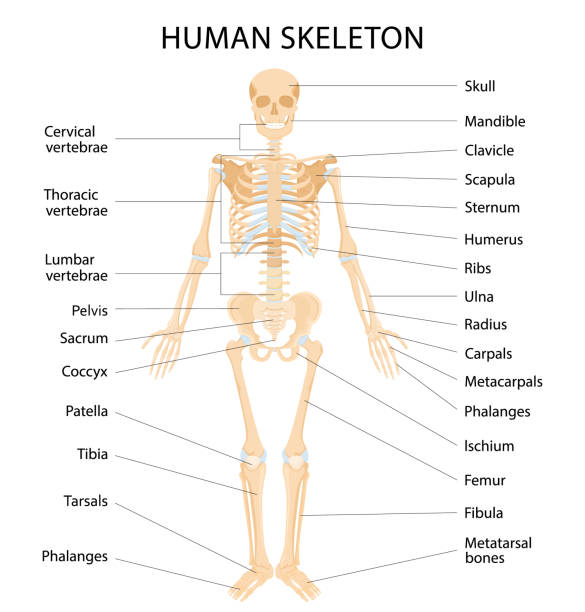 HUMAN SKELETON
Cervical
vertebrae
Thoracic
vertebrae
Lumbar
vertebrae
Pelvis
Sacrum
Coccyx
Patella
Tibia
Tarsals
Phalanges
Skull
Mandible
Clavicle
Scapula
Sternum
Humerus
Ribs
Ulna
Radius
Carpals
Metacarpals
Phalanges
Ischium
Femur
Fibula
Metatarsal
bones